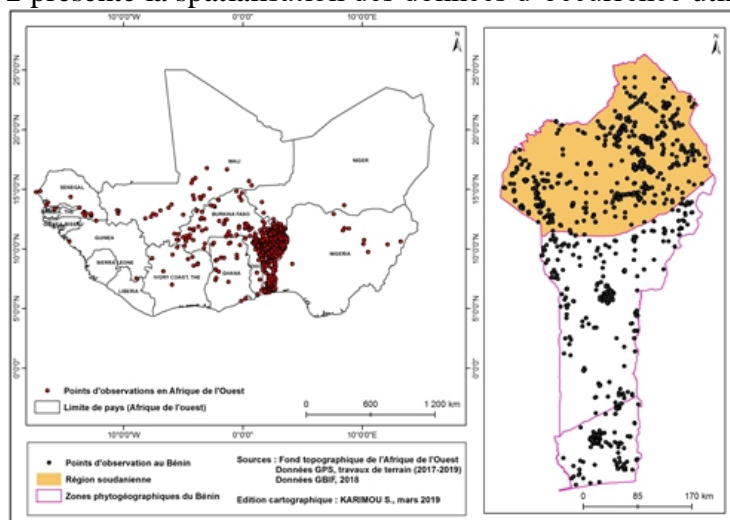 2 présente la spatialisation des données d'occurrence uti
10°0'0"O 0°0'0" 10°0'0"E
N
25°0'0"N
20°0'0"N
15°0'0"N
10°0'0"N
5°0'0"N
0°0'0"
MALI
NIGER
SENEGAL
BURKINA FASO
GUINEA
SIERRA LEONE
LIBERIA
IVORY COAST, THE
GHANA
NIGERIA
Points d'observations en Afrique de l'Ouest
Limite de pays (Afrique de l'ouest)
0 600 1 200 km
10°0'0"O 0°0'0" 10°0'0"E
Points d'observation au Bénin
Région soudanienne
Zones phytogéographiques du Bénin
Sources : Fond topographique de l'Afrique de l'Ouest
Données GPS, travaux de terrain (2017-2019)
Données GBIF, 2018
Edition cartographique : KARIMOU S., mars 2019
N
0 85 170 km